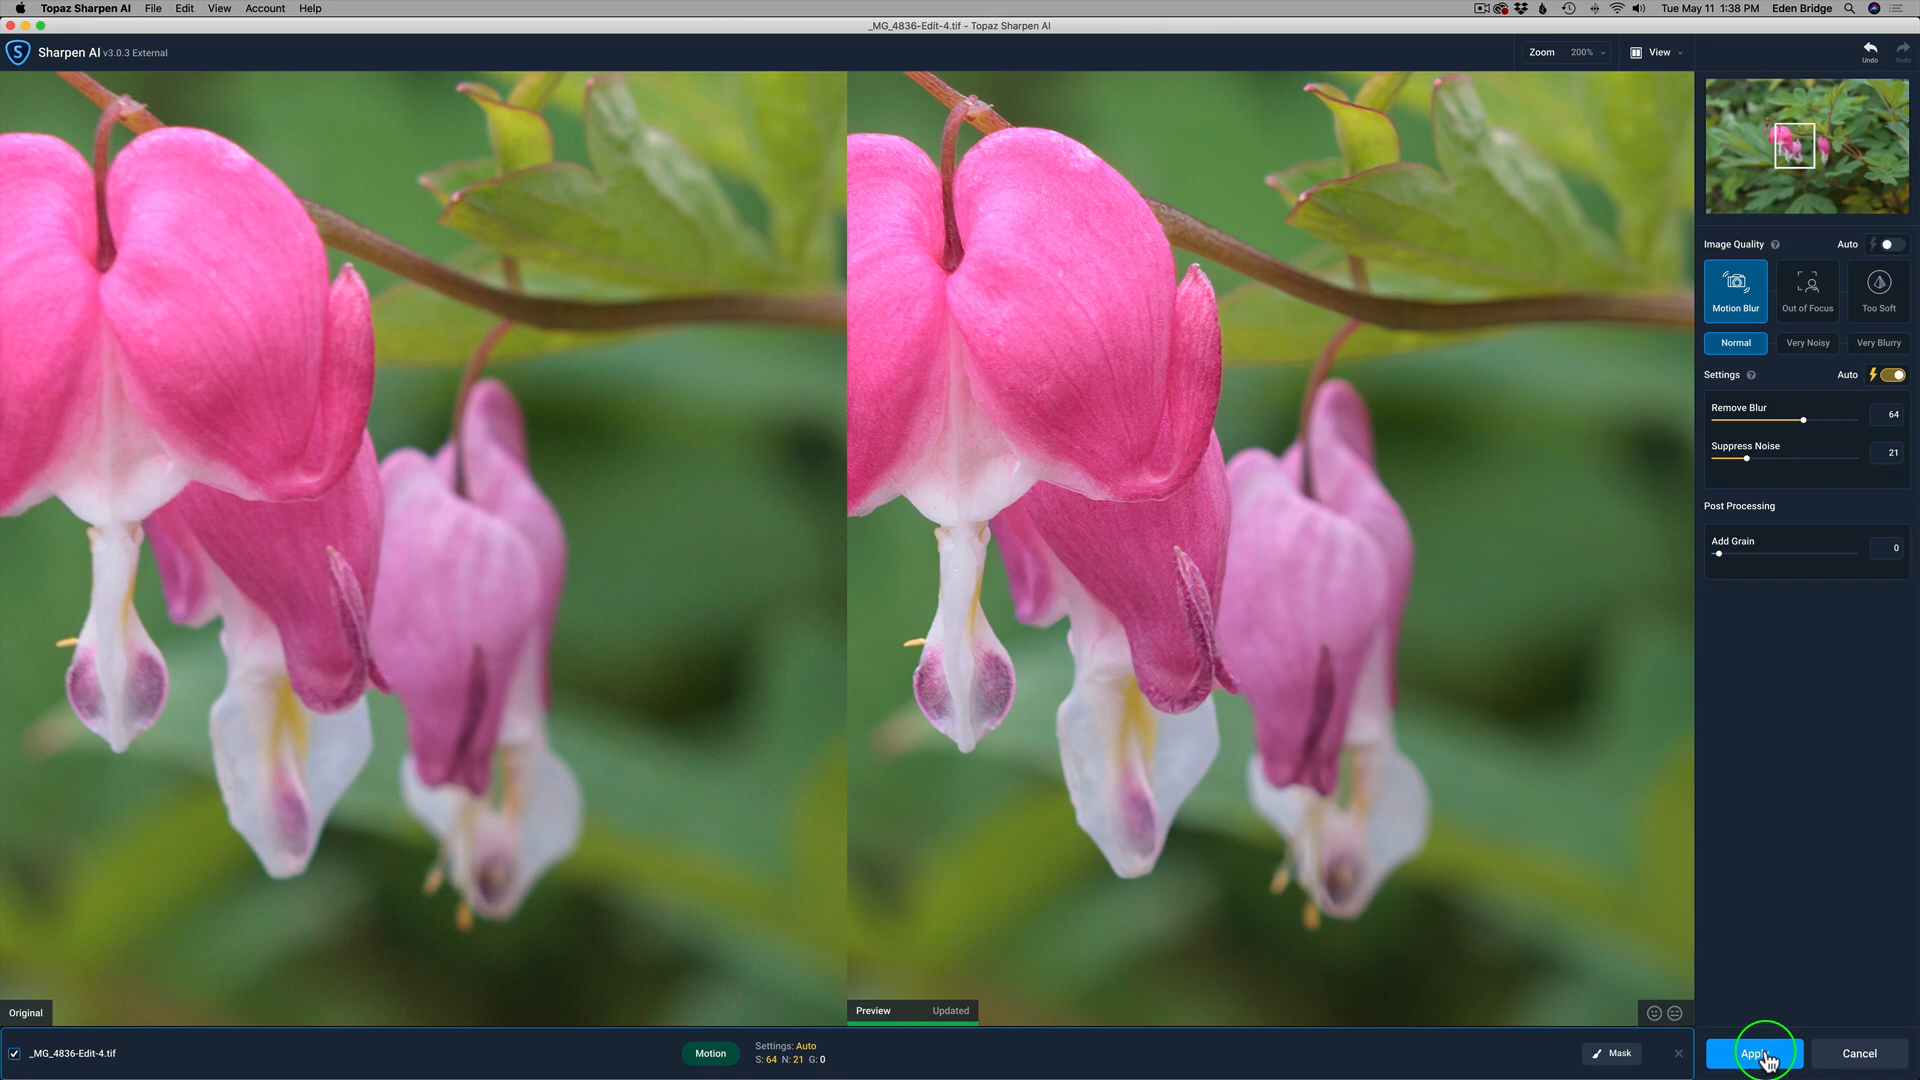 Topaz Sharpen AI File Edit View Account Help Tue May 11 1:38 PM Eden Bridge
_MG_4836-Edit-4.tif - Topaz Sharpen AI
S Sharpen AI v3.0.3 External Zoom 200% View Undo Redo
Image Quality ? Auto
Motion Blur Out of Focus Too Soft
Normal Very Noisy Very Blurry
Settings ? Auto
Remove Blur 64
Suppress Noise 21
Post Processing
Add Grain 0
Original Preview Updated
_MG_4836-Edit-4.tif Motion Settings: Auto
S: 64 N: 21 G: 0
Mask Cancel